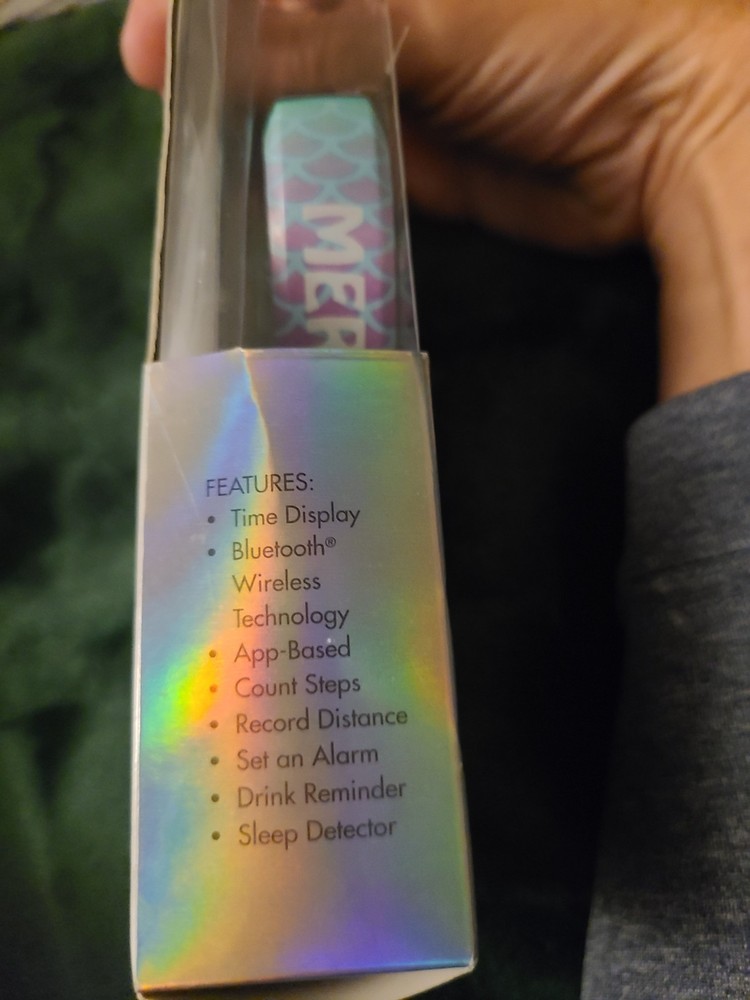 MER
FEATURES:
• Time Display
• Bluetooth®
Wireless
Technology
• App-Based
• Count Steps
• Record Distance
• Set an Alarm
• Drink Reminder
• Sleep Detector